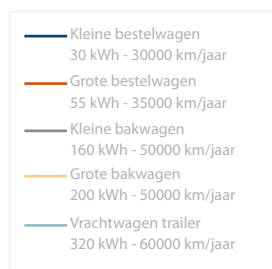 Kleine bestelwagen
30 kWh - 30000 km/jaar
Grote bestelwagen
55 kWh - 35000 km/jaar
Kleine bakwagen
160 kWh - 50000 km/jaar
Grote bakwagen
200 kWh - 50000 km/jaar
Vrachtwagen trailer
320 kWh - 60000 km/jaar